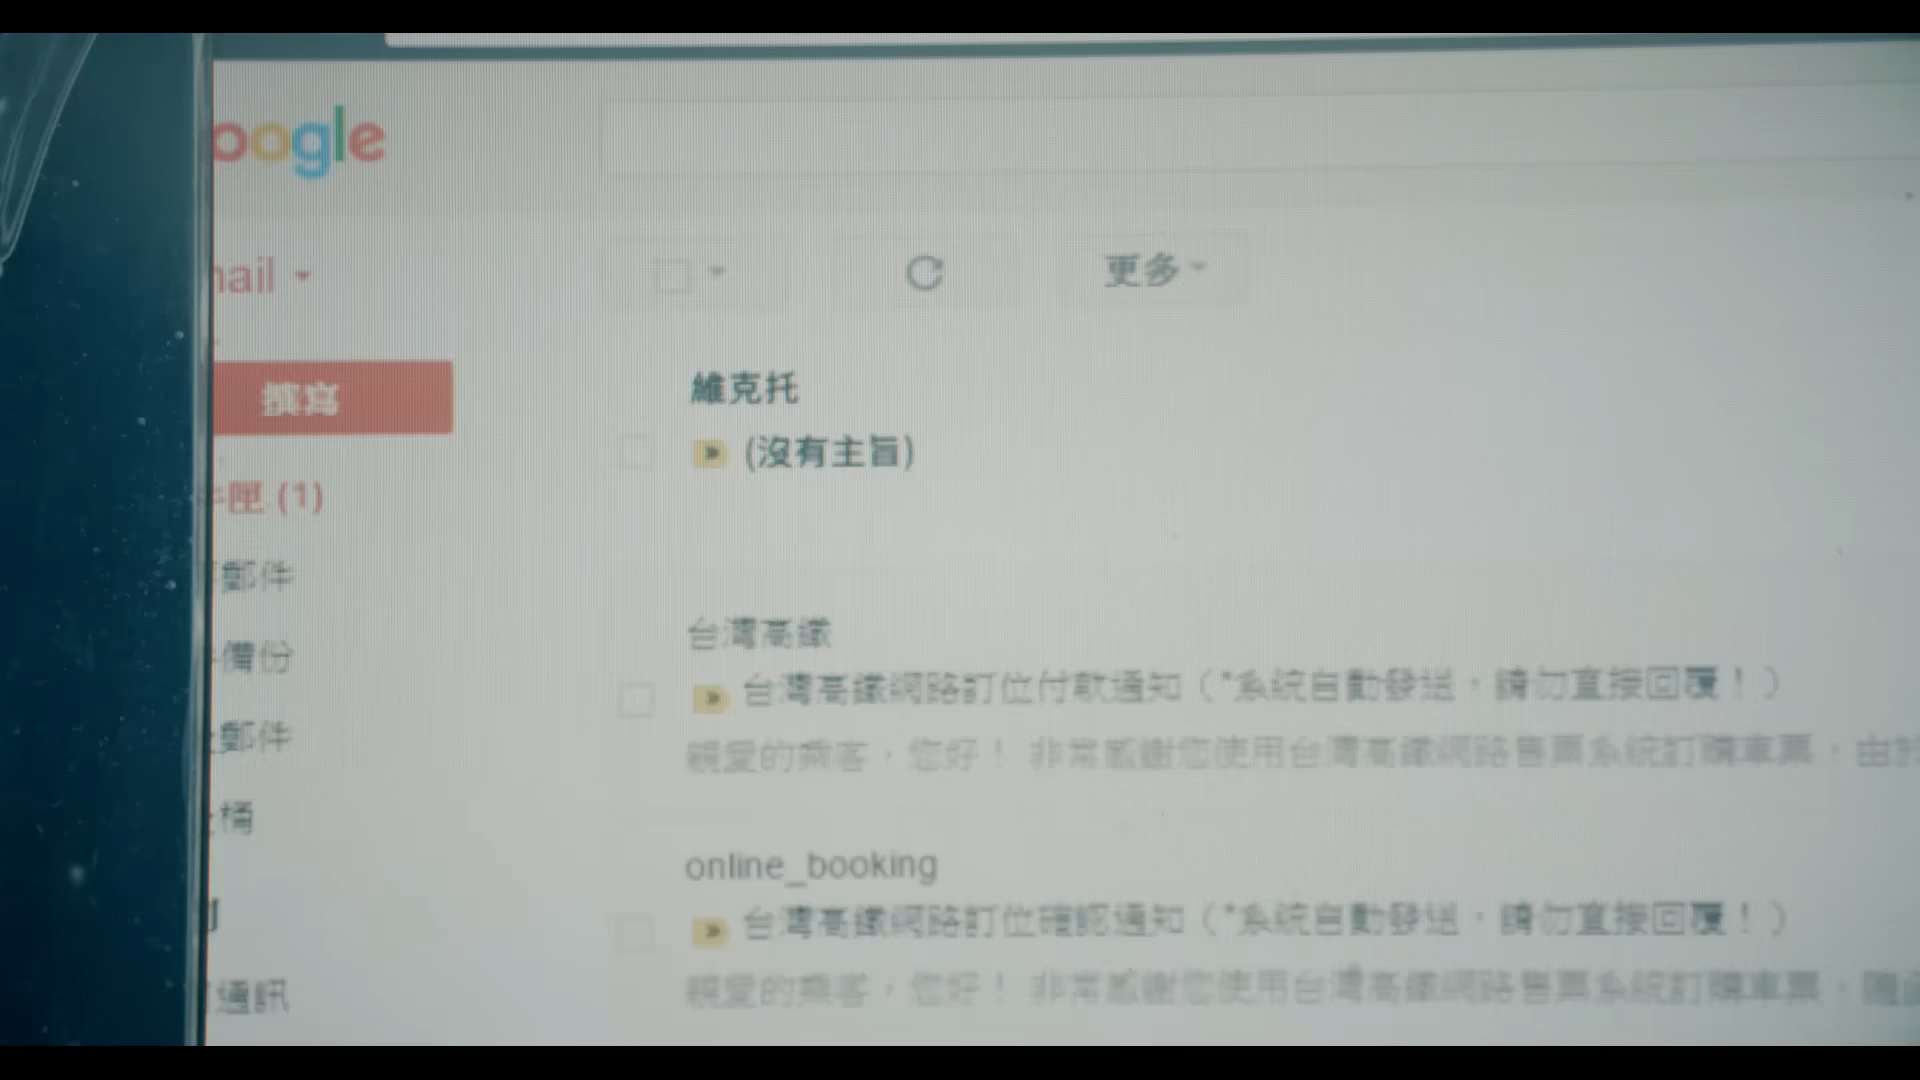 oogle
mail
更多
撰寫
維克托
(沒有主旨)
件匣 (1)
郵件
備份
台灣高鐵
台灣高鐵網路訂位付款通知（*系統自動發送，請勿直接回覆！）
郵件
親愛的乘客，您好！ 非常感謝您使用台灣高鐵網路售票系統訂購車票，由於
桶
online_booking
台灣高鐵網路訂位確認通知（*系統自動發送，請勿直接回覆！）
通訊
親愛的乘客，您好！ 非常感謝您使用台灣高鐵網路售票系統訂購車票，隨函